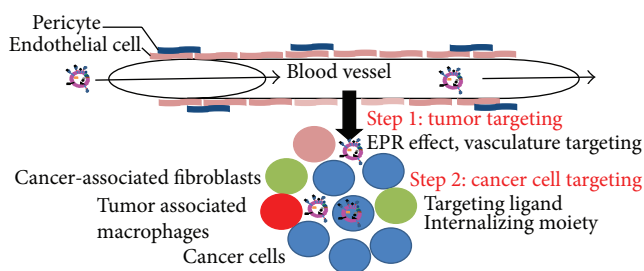 Pericyte
Endothelial cell
Blood vessel
Step 1: tumor targeting
EPR effect, vasculature targeting
Cancer-associated fibroblasts
Step 2: cancer cell targeting
Tumor associated
macrophages
Targeting ligand
Internalizing moiety
Cancer cells